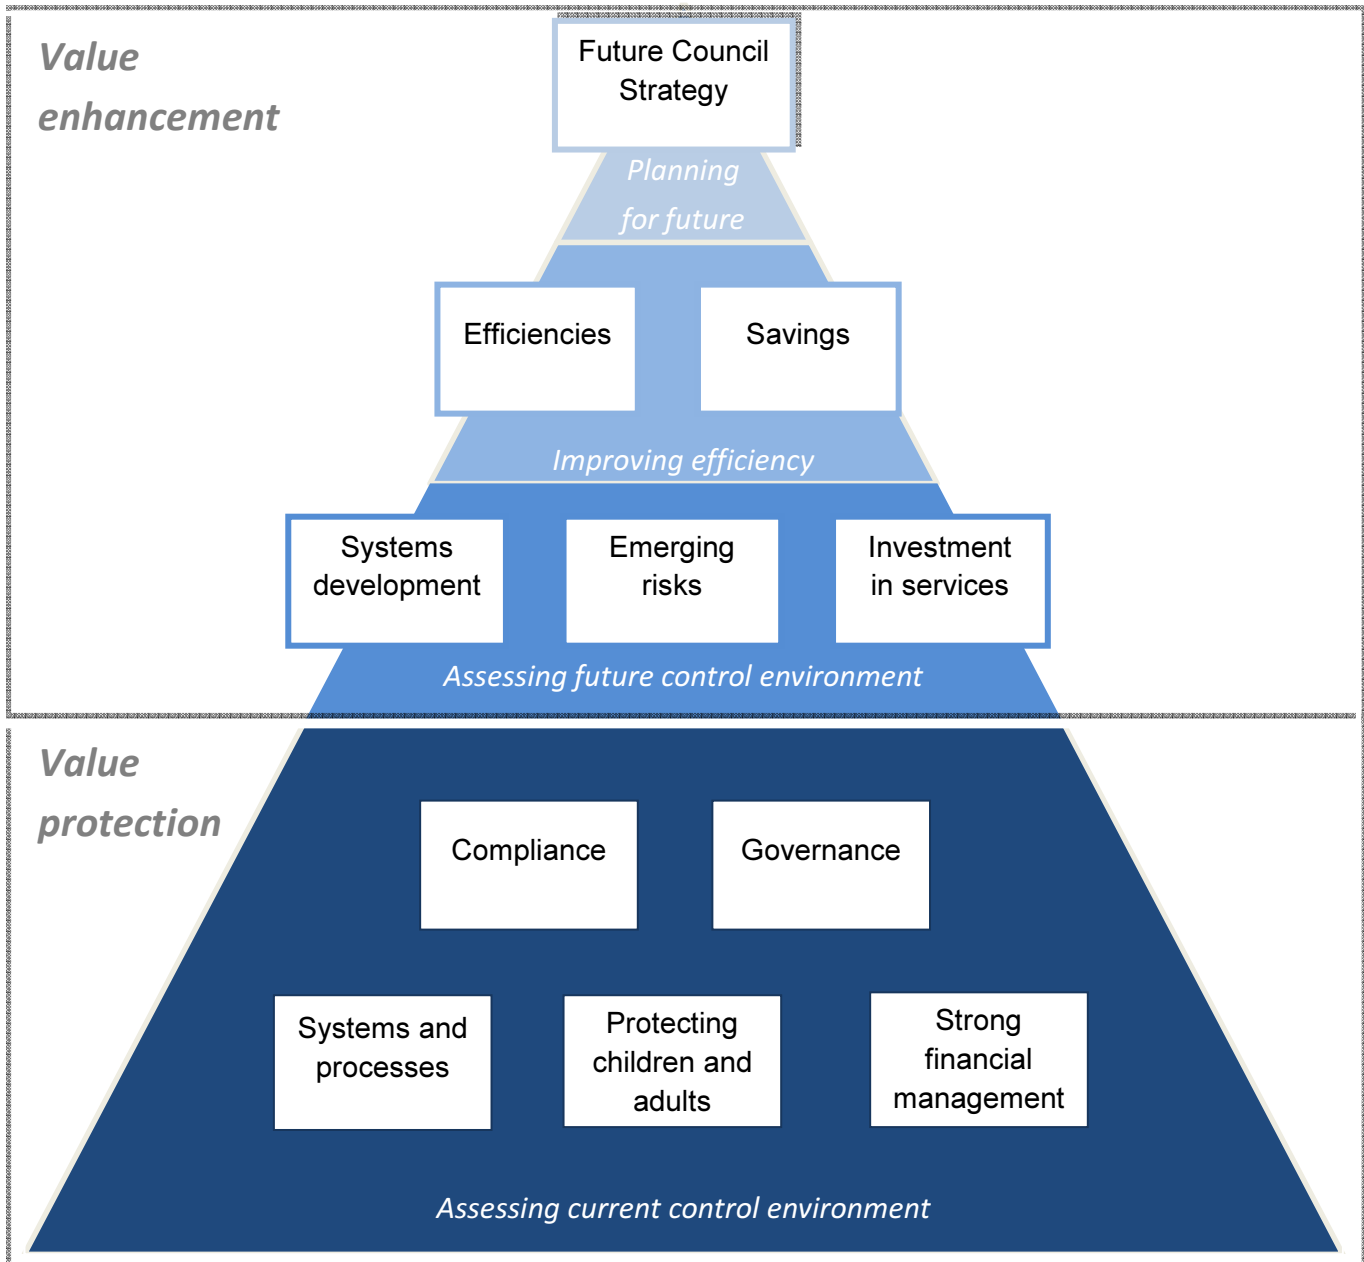 Value
enhancement
Future Council
Strategy
Planning
for future
Efficiencies
Savings
Improving efficiency
Systems
development
Emerging
risks
Investment
in services
Assessing future control environment
Value
protection
Compliance
Governance
Systems and
processes
Protecting
children and
adults
Strong
financial
management
Assessing current control environment